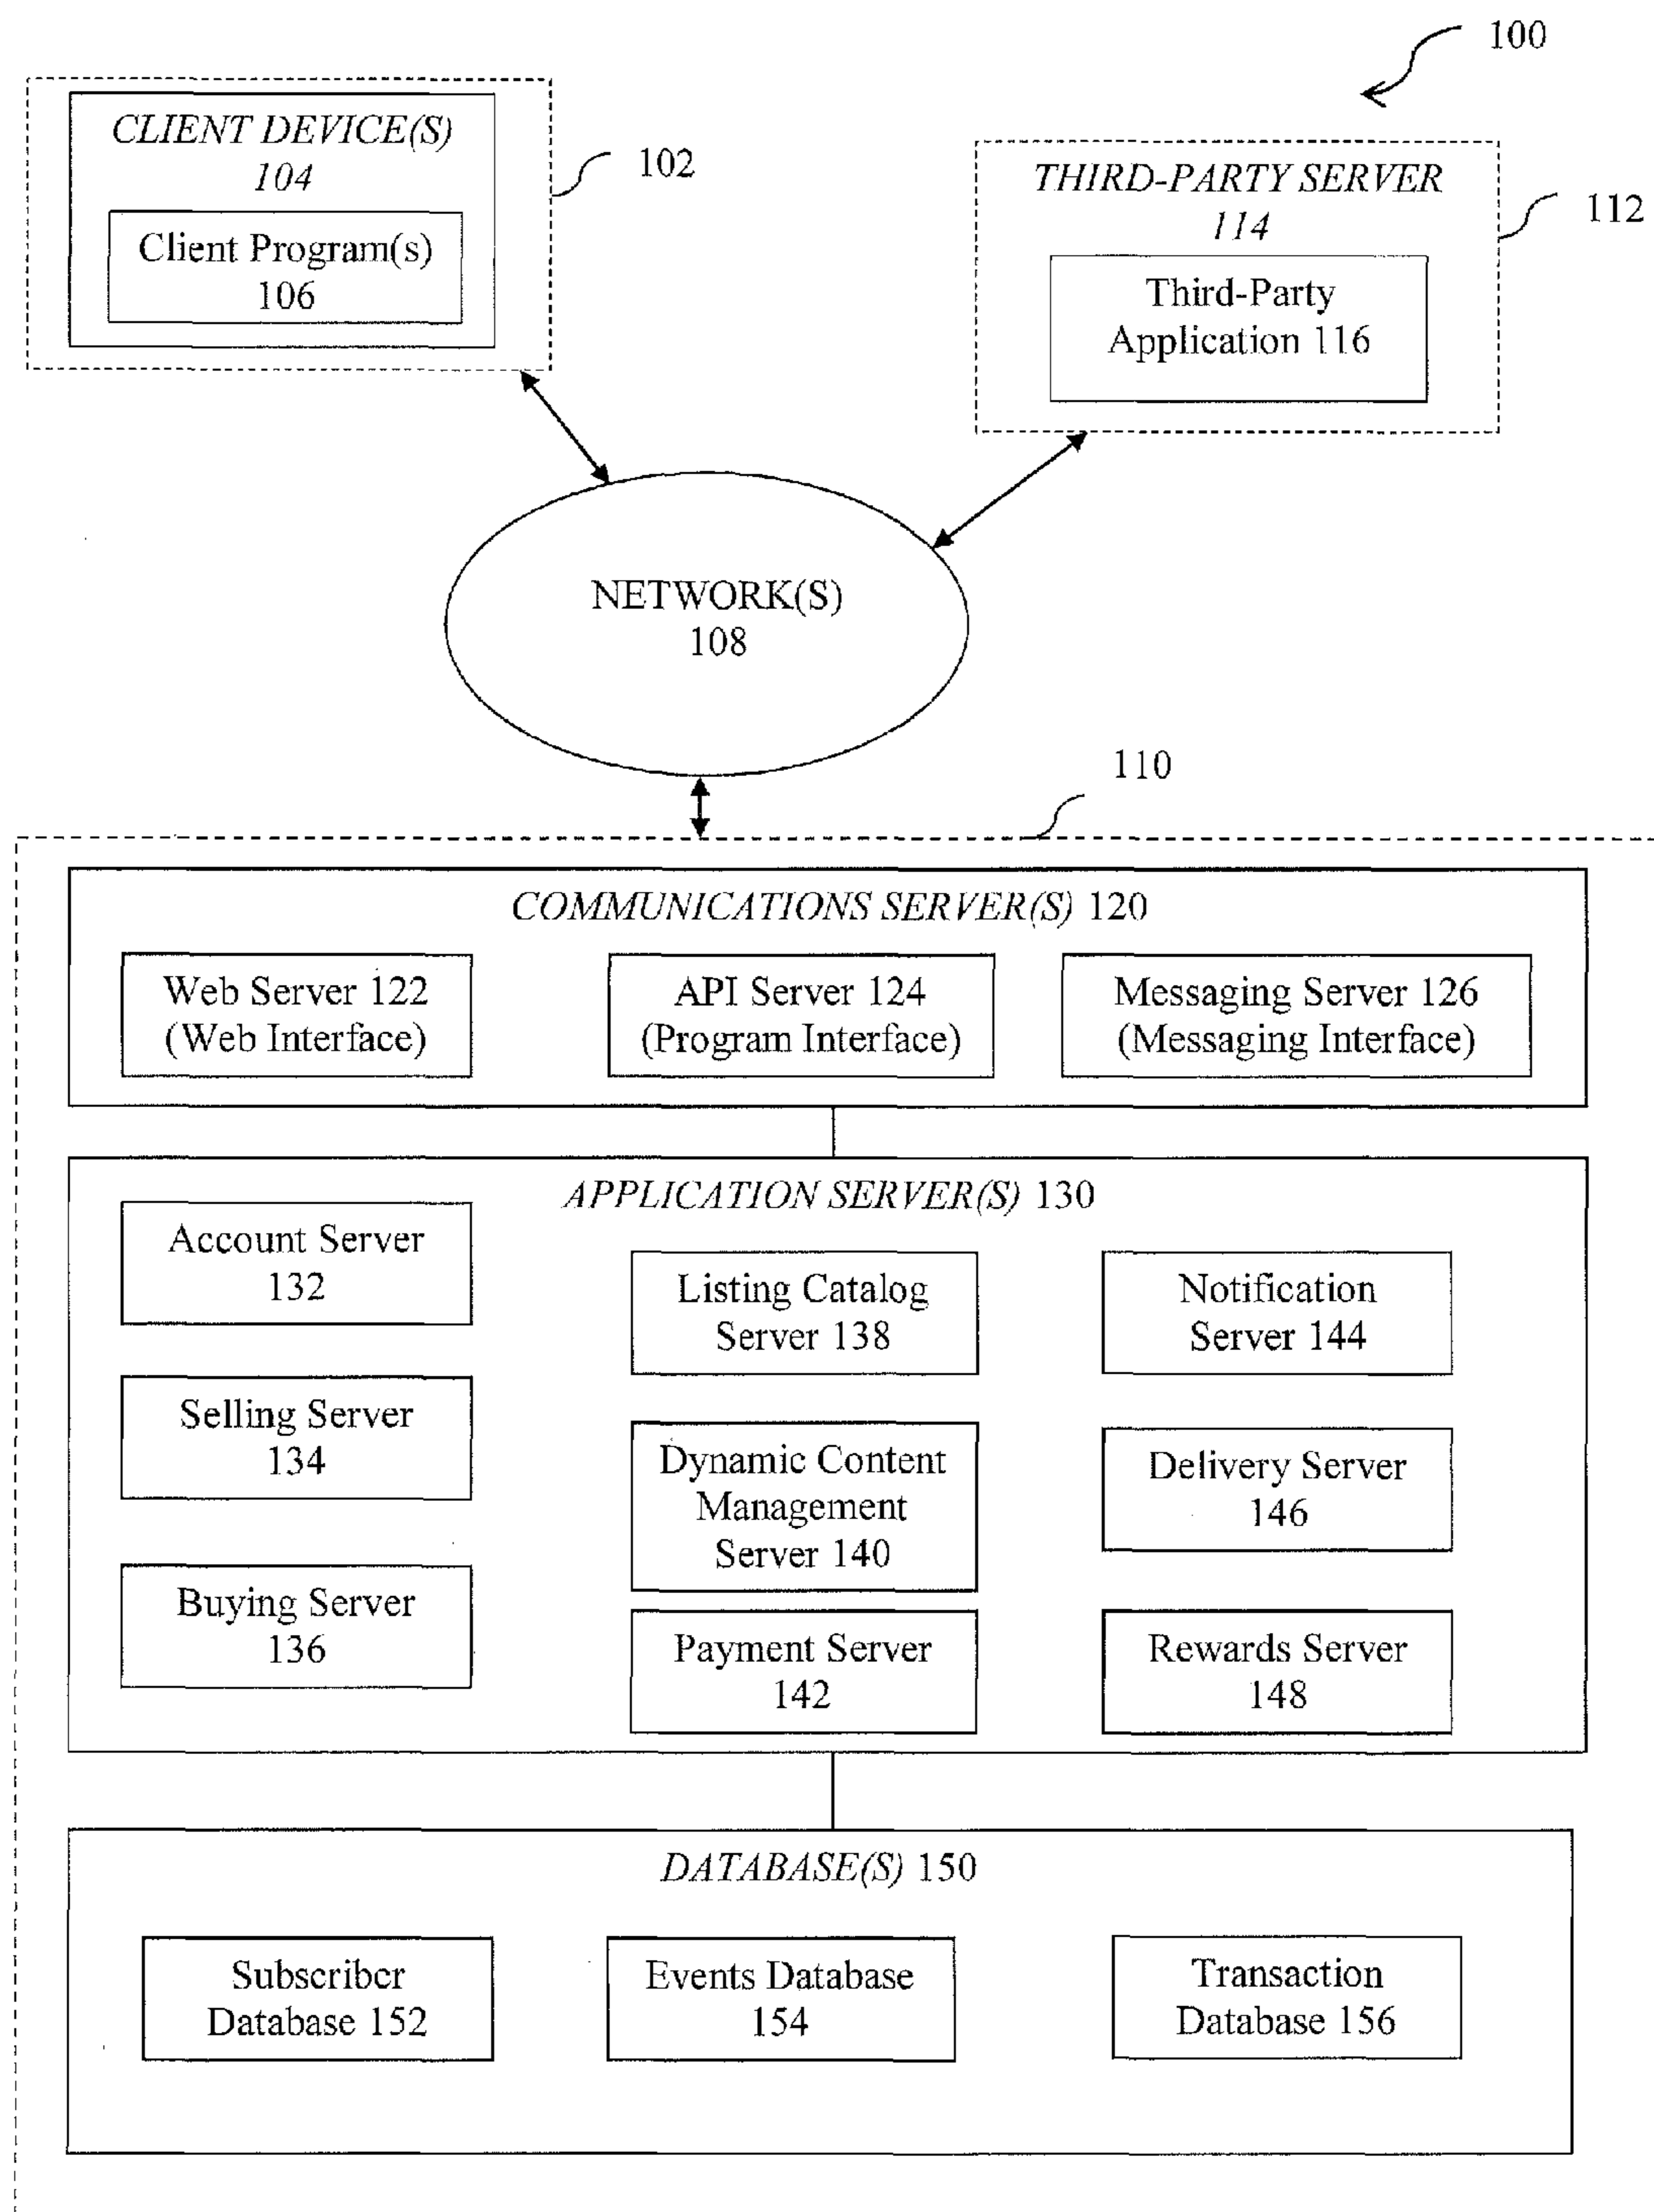 100
CLIENT DEVICE(S)
104
102
Client Program(s)
106
THIRD-PARTY SERVER
114
112
Third-Party
Application 116
NETWORK(S)
108
110
COMMUNICATIONS SERVER(S) 120
Web Server 122
(Web Interface)
API Server 124
(Program Interface)
Messaging Server 126
(Messaging Interface)
APPLICATION SERVER(S) 130
Account Server
132
Selling Server
134
Buying Server
136
Listing Catalog
Server 138
Dynamic Content
Management
Server 140
Payment Server
142
Notification
Server 144
Delivery Server
146
Rewards Server
148
DATABASE(S) 150
Subscriber
Database 152
Events Database
154
Transaction
Database 156